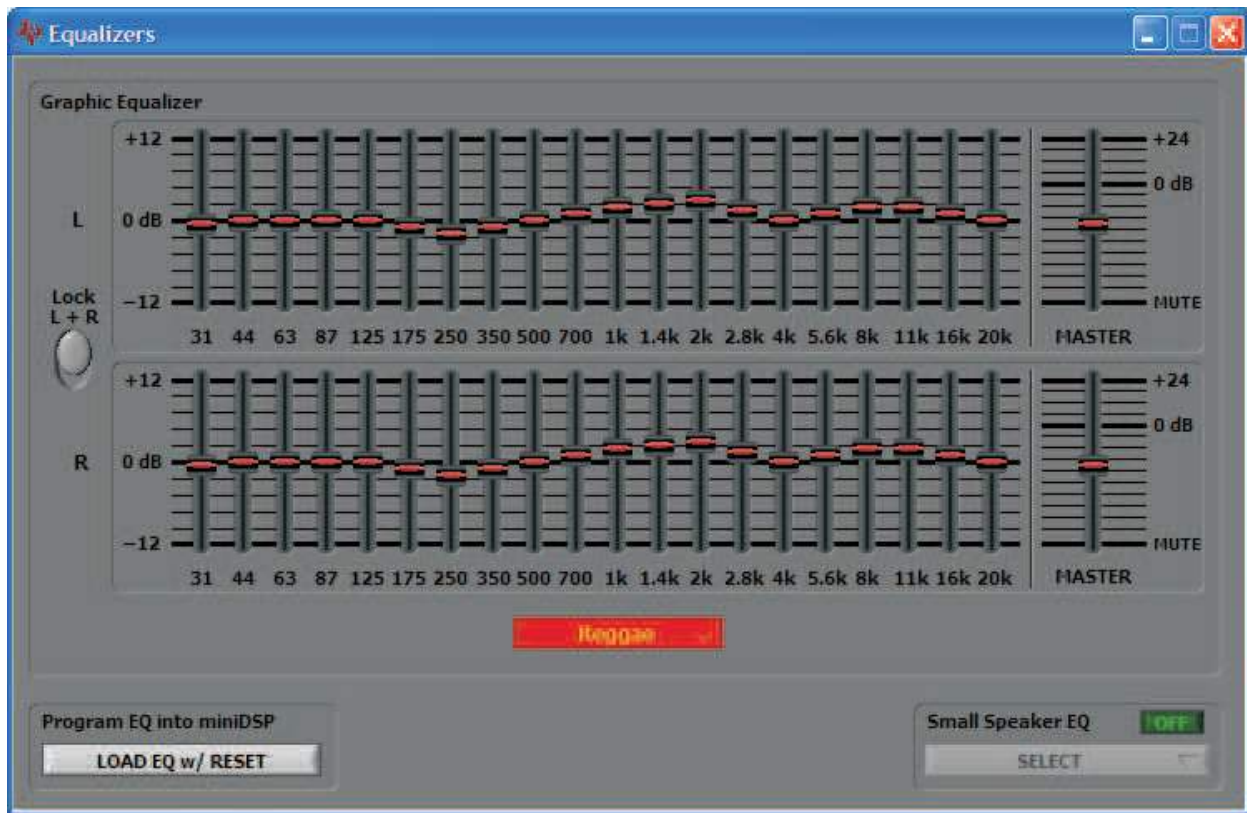 Equalizers
Graphic Equalizer
+12
0 dB
−12
L
31 44 63 87 125 175 250 350 500 700 1k 1.4k 2k 2.8k 4k 5.6k 8k 11k 16k 20k
+24
0 dB
MUTE
MASTER
Lock
L + R
+12
0 dB
−12
R
31 44 63 87 125 175 250 350 500 700 1k 1.4k 2k 2.8k 4k 5.6k 8k 11k 16k 20k
+24
0 dB
MUTE
MASTER
Reggae
Program EQ into miniDSP
LOAD EQ w/ RESET
Small Speaker EQ
OFF
SELECT